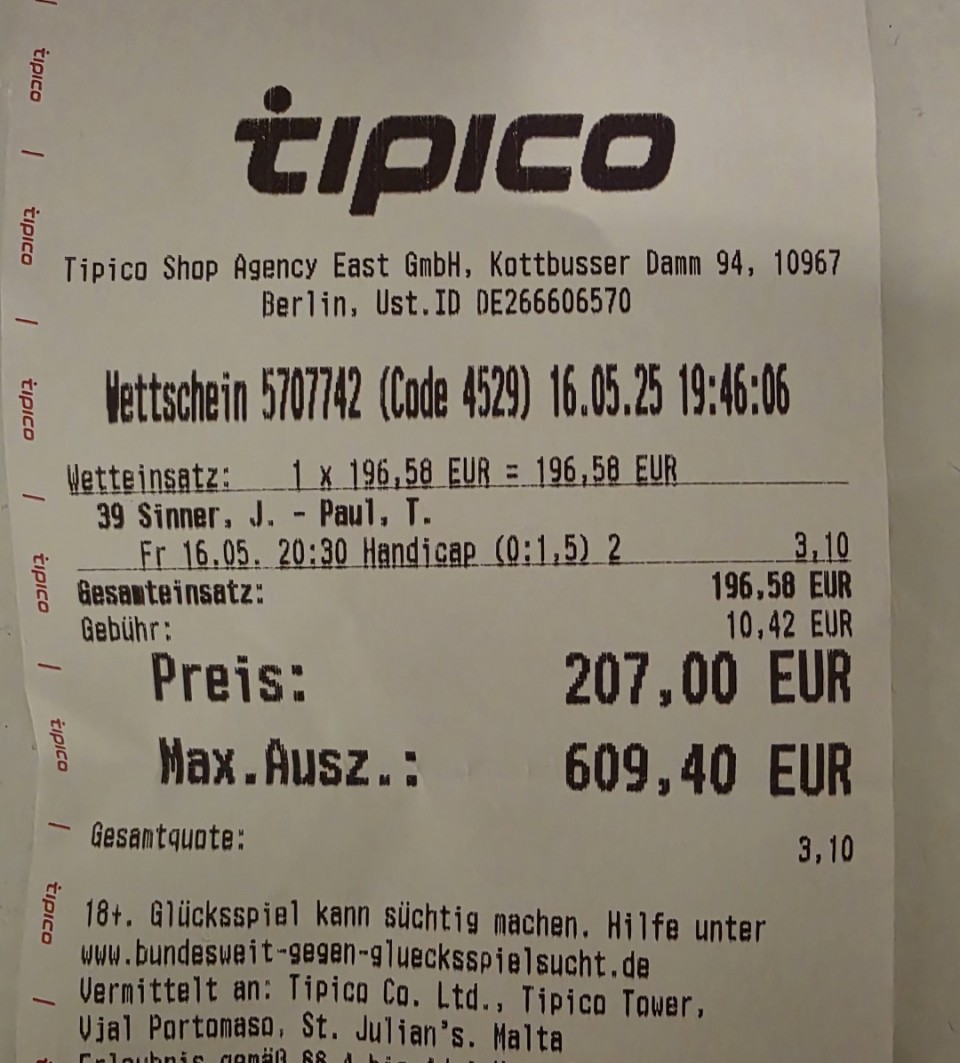 tipico
Tipico Shop Agency East GmbH, Kottbusser Damm 94, 10967
Berlin, Ust.ID DE266606570
Wettschein 5707742 (Code 4529) 16.05.25 19:46:06
Wetteinsatz: 1 x 196,58 EUR = 196,58 EUR
39 Sinner, J. - Paul, T.
Fr 16.05. 20:30 Handicap (0:1,5) 2 3,10
Gesamteinsatz: 196,58 EUR
Gebühr: 10,42 EUR
Preis: 207,00 EUR
Max.Ausz.: 609,40 EUR
Gesamtquote: 3,10
18+. Glücksspiel kann süchtig machen. Hilfe unter
www.bundesweit-gegen-gluecksspielsucht.de
Vermittelt an: Tipico Co. Ltd., Tipico Tower,
Vjal Portomaso, St. Julian's. Malta
tipico
tipico
tipico
tipico
tipico
tipico